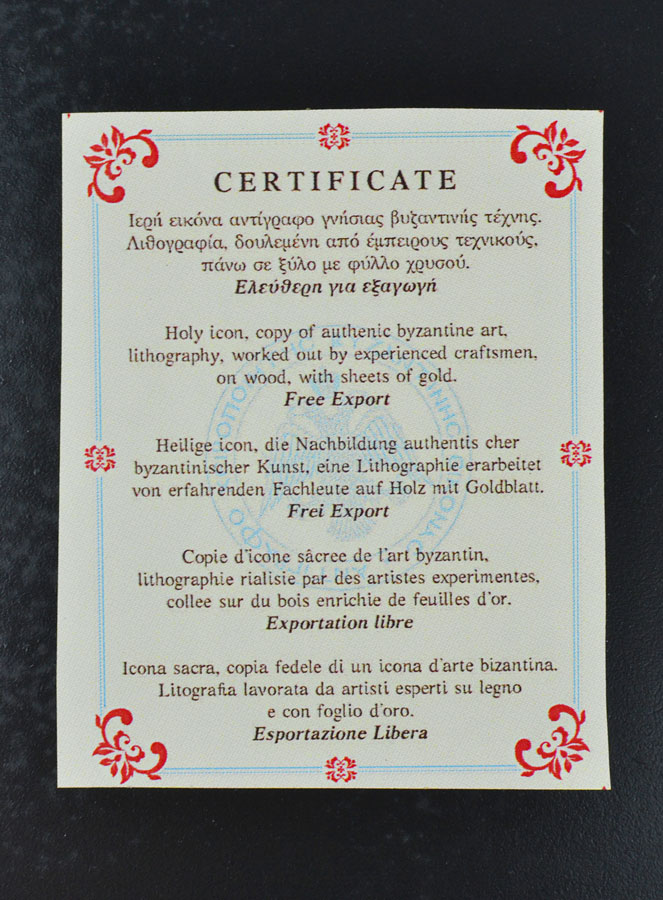 CERTIFICATE
Ιερή εικόνα αντίγραφο γνήσιας βυζαντινής τέχνης.
Λιθογραφία, δουλεμένη από έμπειρους τεχνικούς,
πάνω σε ξύλο με φύλλο χρυσού.
Ελεύθερη για εξαγωγή
Holy icon, copy of authenic byzantine art,
lithography, worked out by experienced craftsmen,
on wood, with sheets of gold.
Free Export
Heilige icon, die Nachbildung authentis cher
byzantinischer Kunst, eine Lithographie erarbeitet
von erfahrenden Fachleute auf Holz mit Goldblatt.
Frei Export
Copie d'icone sâcree de l'art byzantin,
lithographie rialisie par des artistes experimentes,
collee sur du bois enrichie de feuilles d'or.
Exportation libre
Icona sacra, copia fedele di un icona d'arte bizantina.
Litografia lavorata da artisti esperti su legno
e con foglio d'oro.
Esportazione Libera